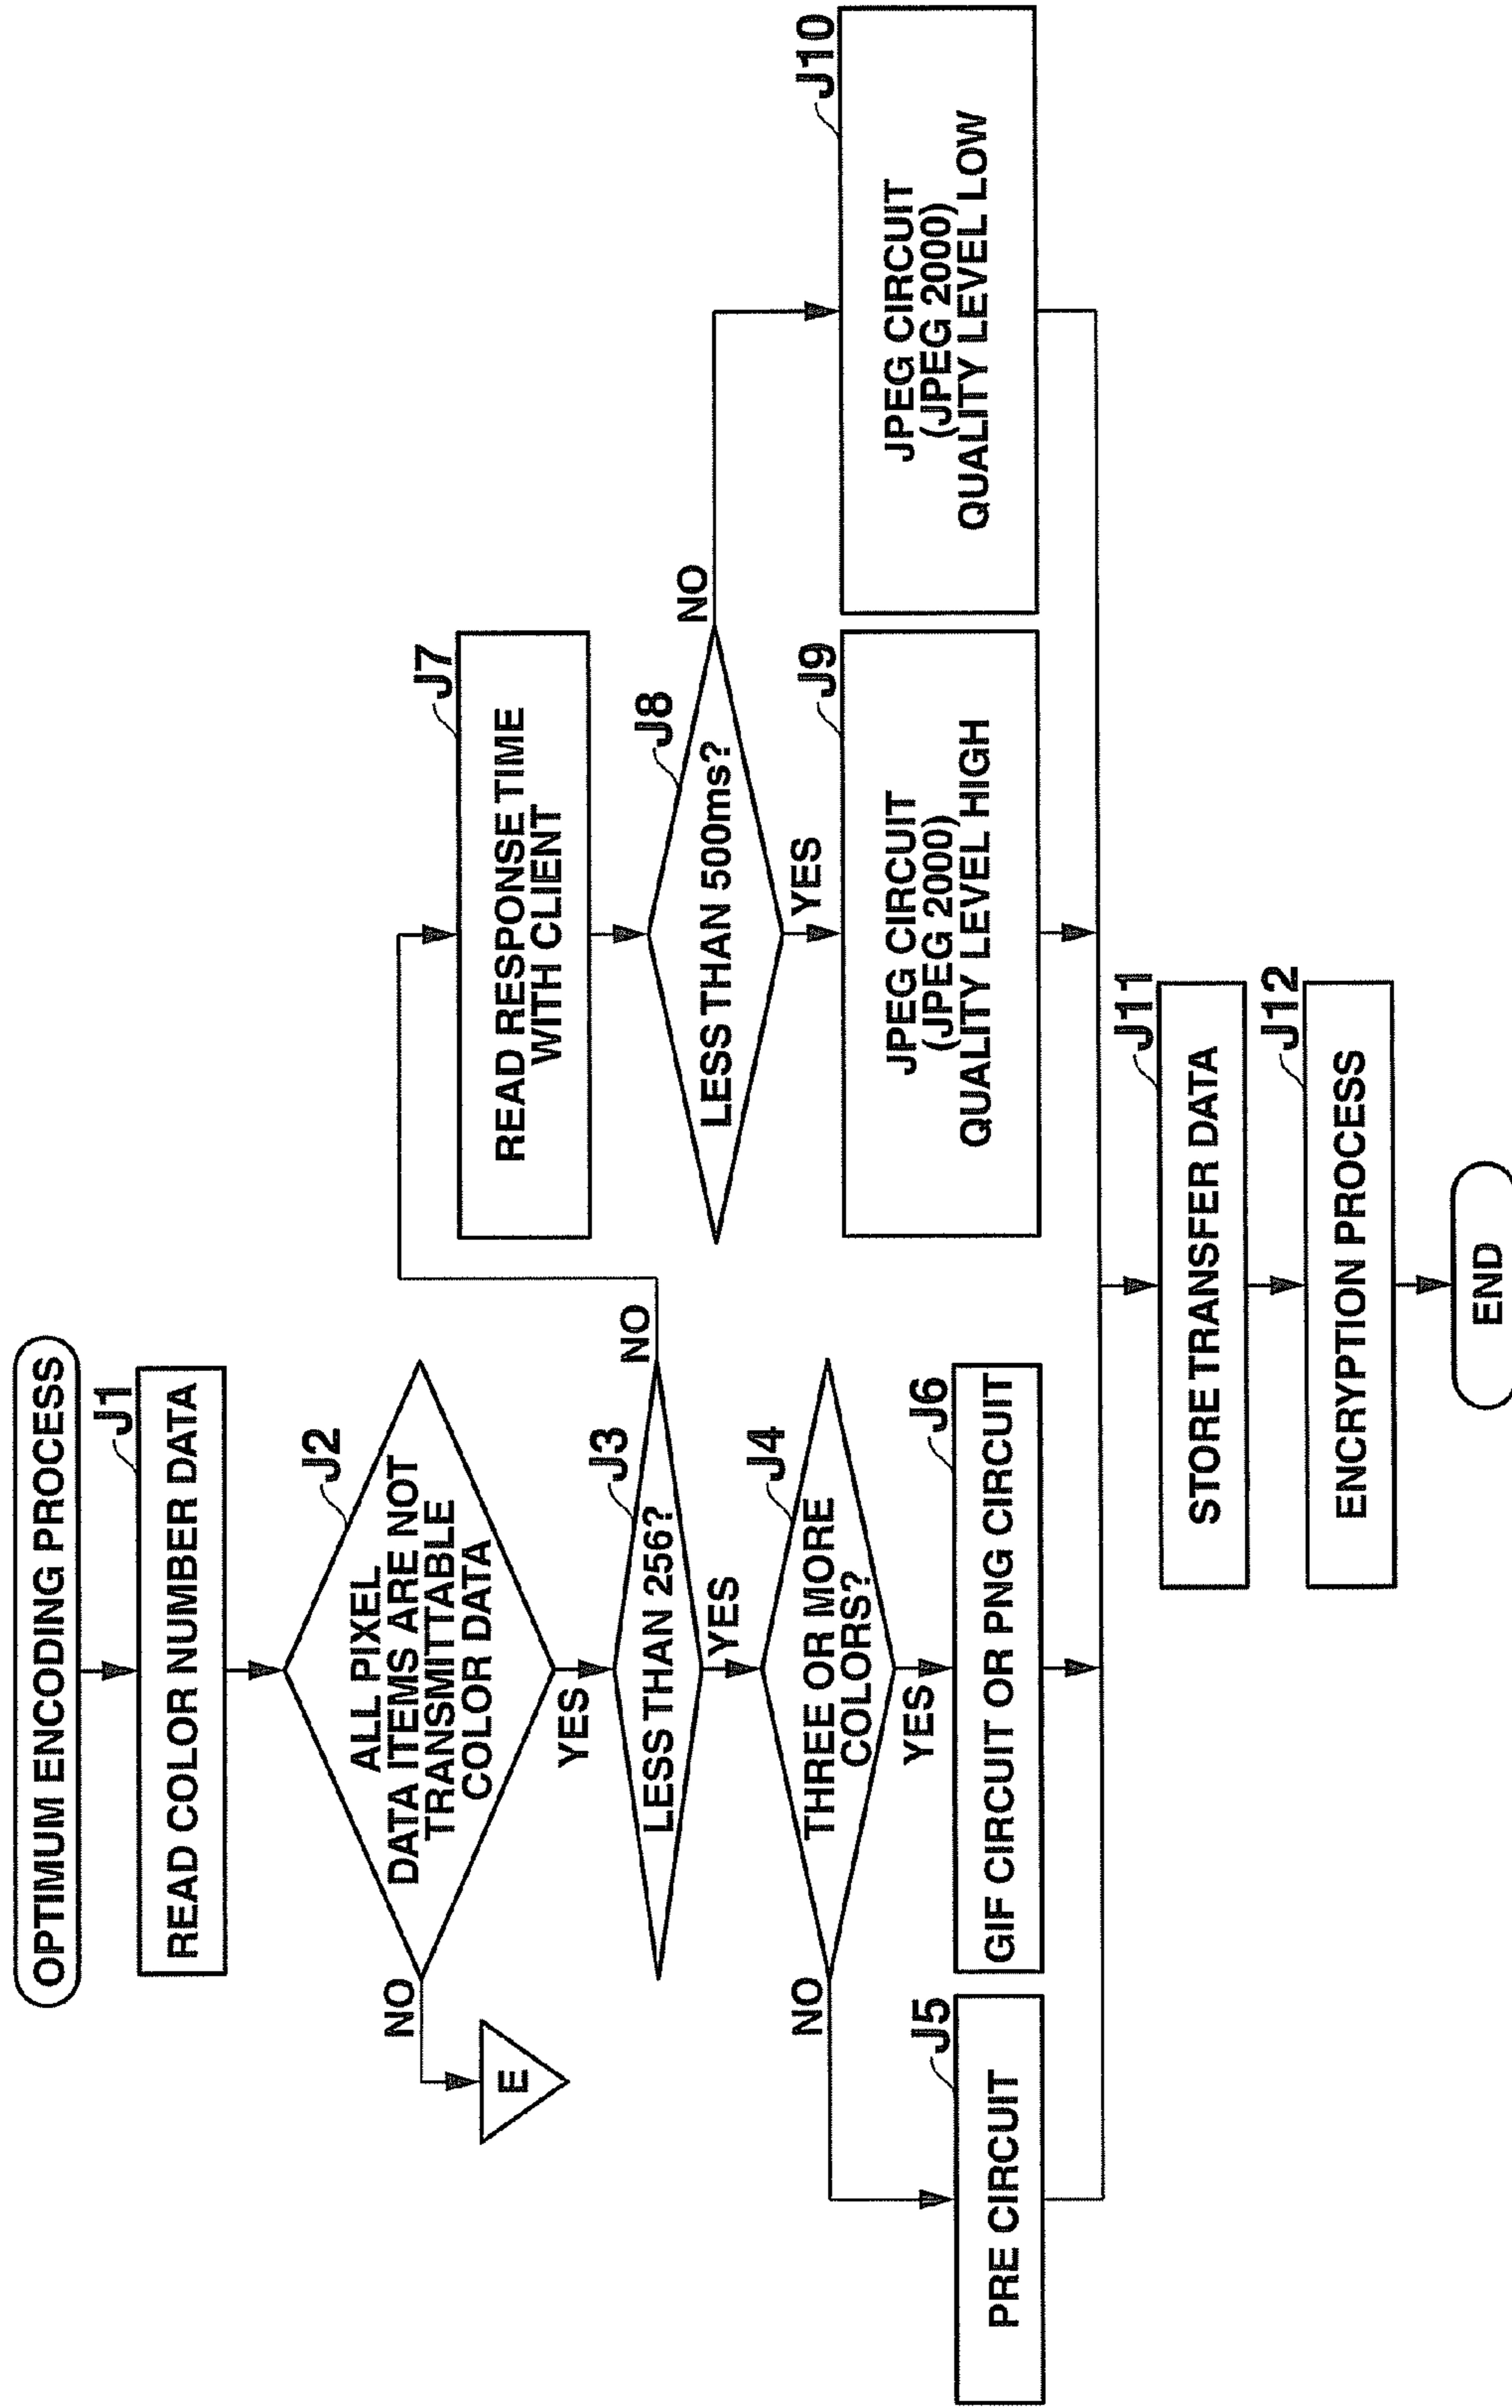 OPTIMUM ENCODING PROCESS
J1
READ COLOR NUMBER DATA
J2
ALL PIXEL
DATA ITEMS ARE NOT
TRANSMITTABLE
COLOR DATA
NO
E
YES
J3
LESS THAN 256?
NO
YES
J4
THREE OR MORE
COLORS?
NO
YES
J5
PRE CIRCUIT
J6
GIF CIRCUIT OR PNG CIRCUIT
J7
READ RESPONSE TIME
WITH CLIENT
J8
LESS THAN 500ms?
NO
YES
J9
JPEG CIRCUIT
(JPEG 2000)
QUALITY LEVEL HIGH
J10
JPEG CIRCUIT
(JPEG 2000)
QUALITY LEVEL LOW
J11
STORE TRANSFER DATA
J12
ENCRYPTION PROCESS
END